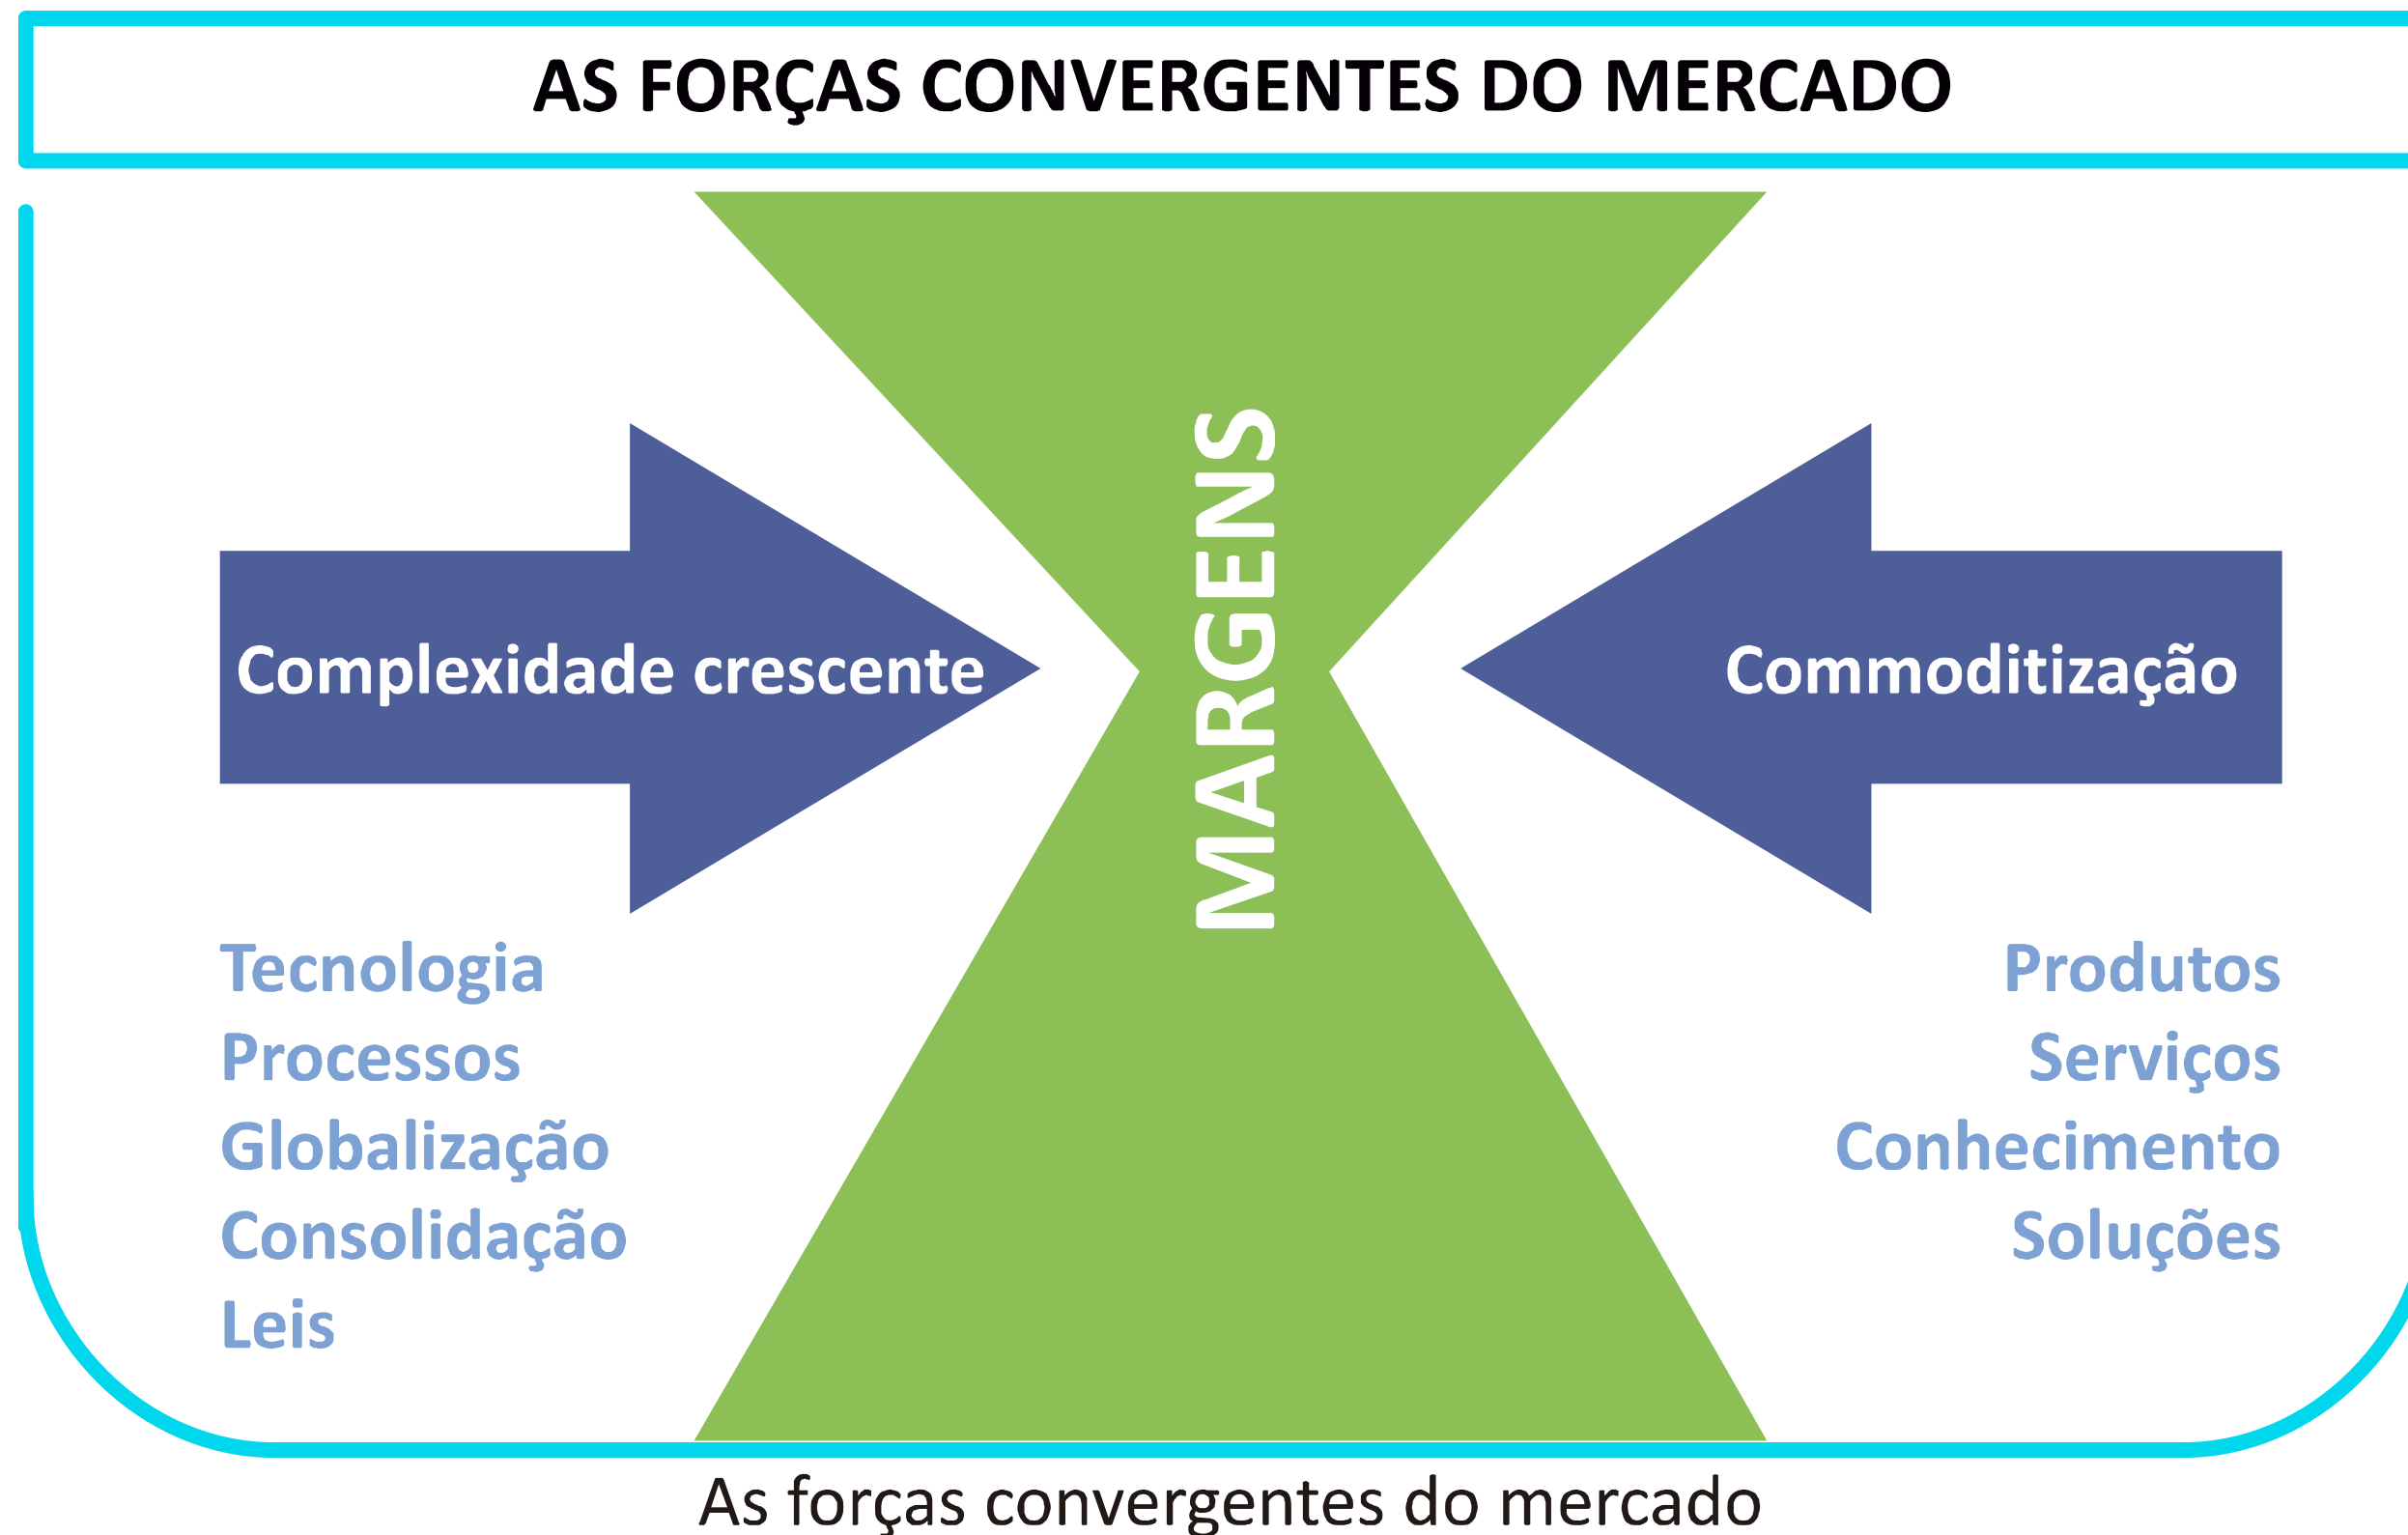 AS FORÇAS CONVERGENTES DO MERCADO
Complexidade crescente
MARGENS
Commoditização
Tecnologia
Processos
Globalização
Consolidação
Leis
Produtos
Serviços
Conhecimento
Soluções
As forças convergentes do mercado